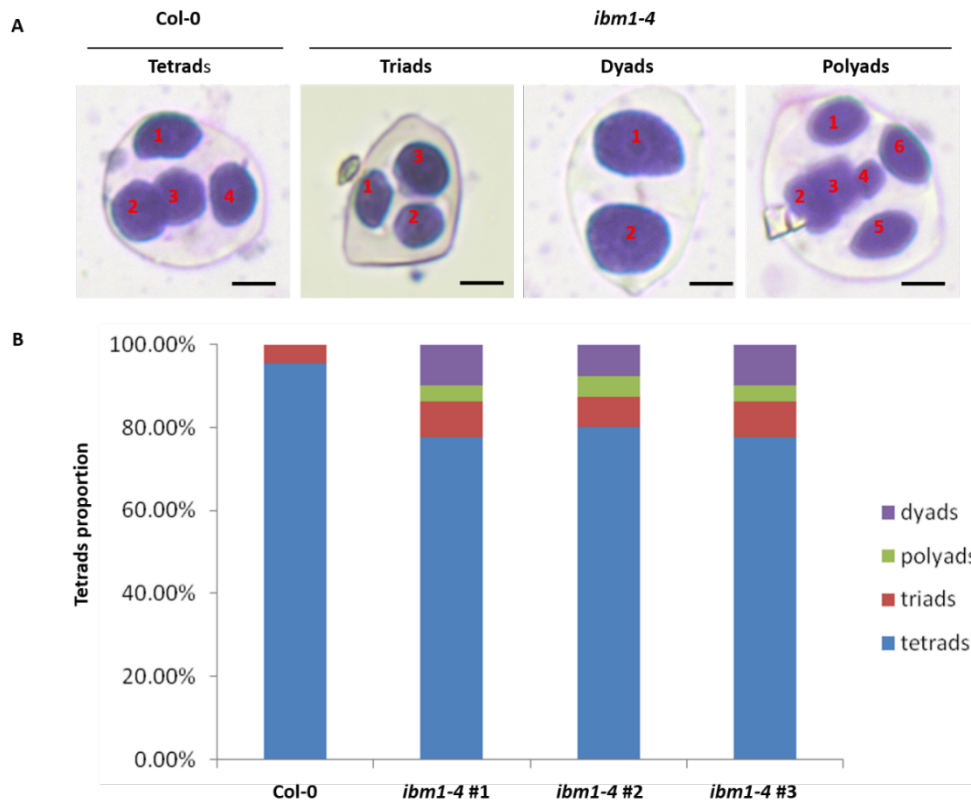 A
Col-0
ibm1-4
Tetrads
Triads
Dyads
Polyads
1
2
3
4
1
2
3
1
2
1
2
3
4
5
6
B
Tetrads proportion
100.00%
80.00%
60.00%
40.00%
20.00%
0.00%
Col-0
ibm1-4 #1
ibm1-4 #2
ibm1-4 #3
dyads
polyads
triads
tetrads